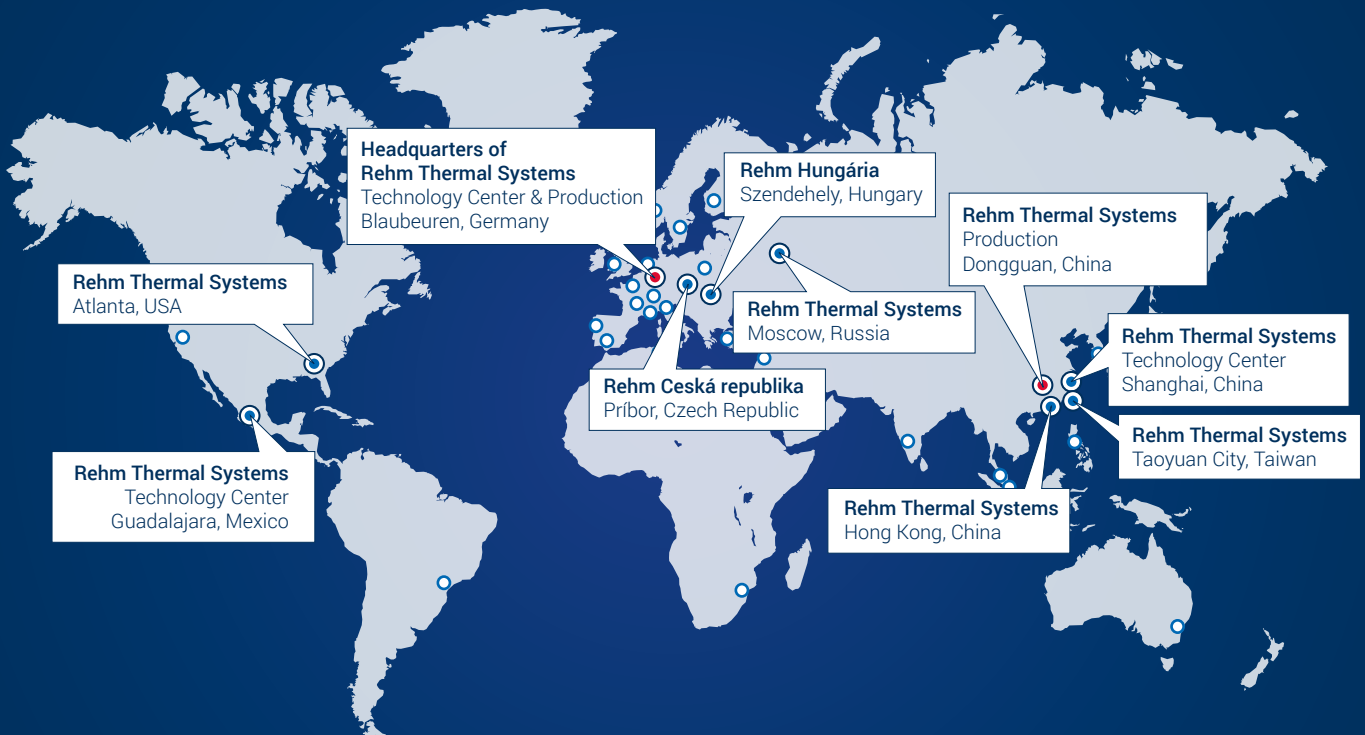 Headquarters of
Rehm Thermal Systems
Technology Center & Production
Blaubeuren, Germany
Rehm Hungária
Szendehely, Hungary
Rehm Thermal Systems
Production
Dongguan, China
Rehm Thermal Systems
Atlanta, USA
Rehm Thermal Systems
Moscow, Russia
Rehm Thermal Systems
Technology Center
Shanghai, China
Rehm Ceská republika
Príbor, Czech Republic
Rehm Thermal Systems
Taoyuan City, Taiwan
Rehm Thermal Systems
Technology Center
Guadalajara, Mexico
Rehm Thermal Systems
Hong Kong, China